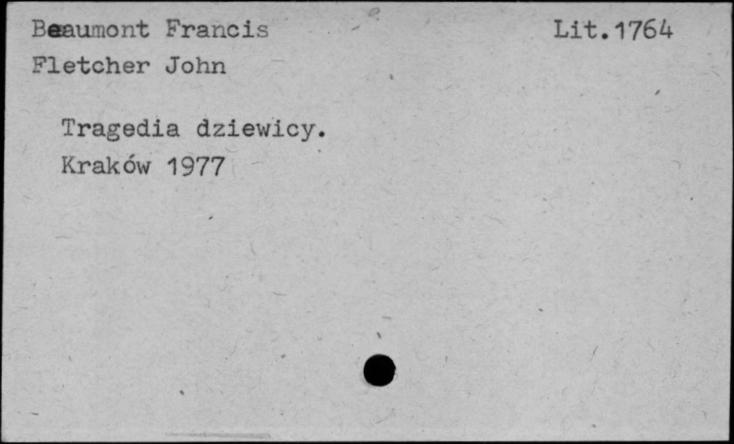 Beaumont Francis Lit.1764
Fletcher John
Tragedia dziewicy.
Kraków 1977